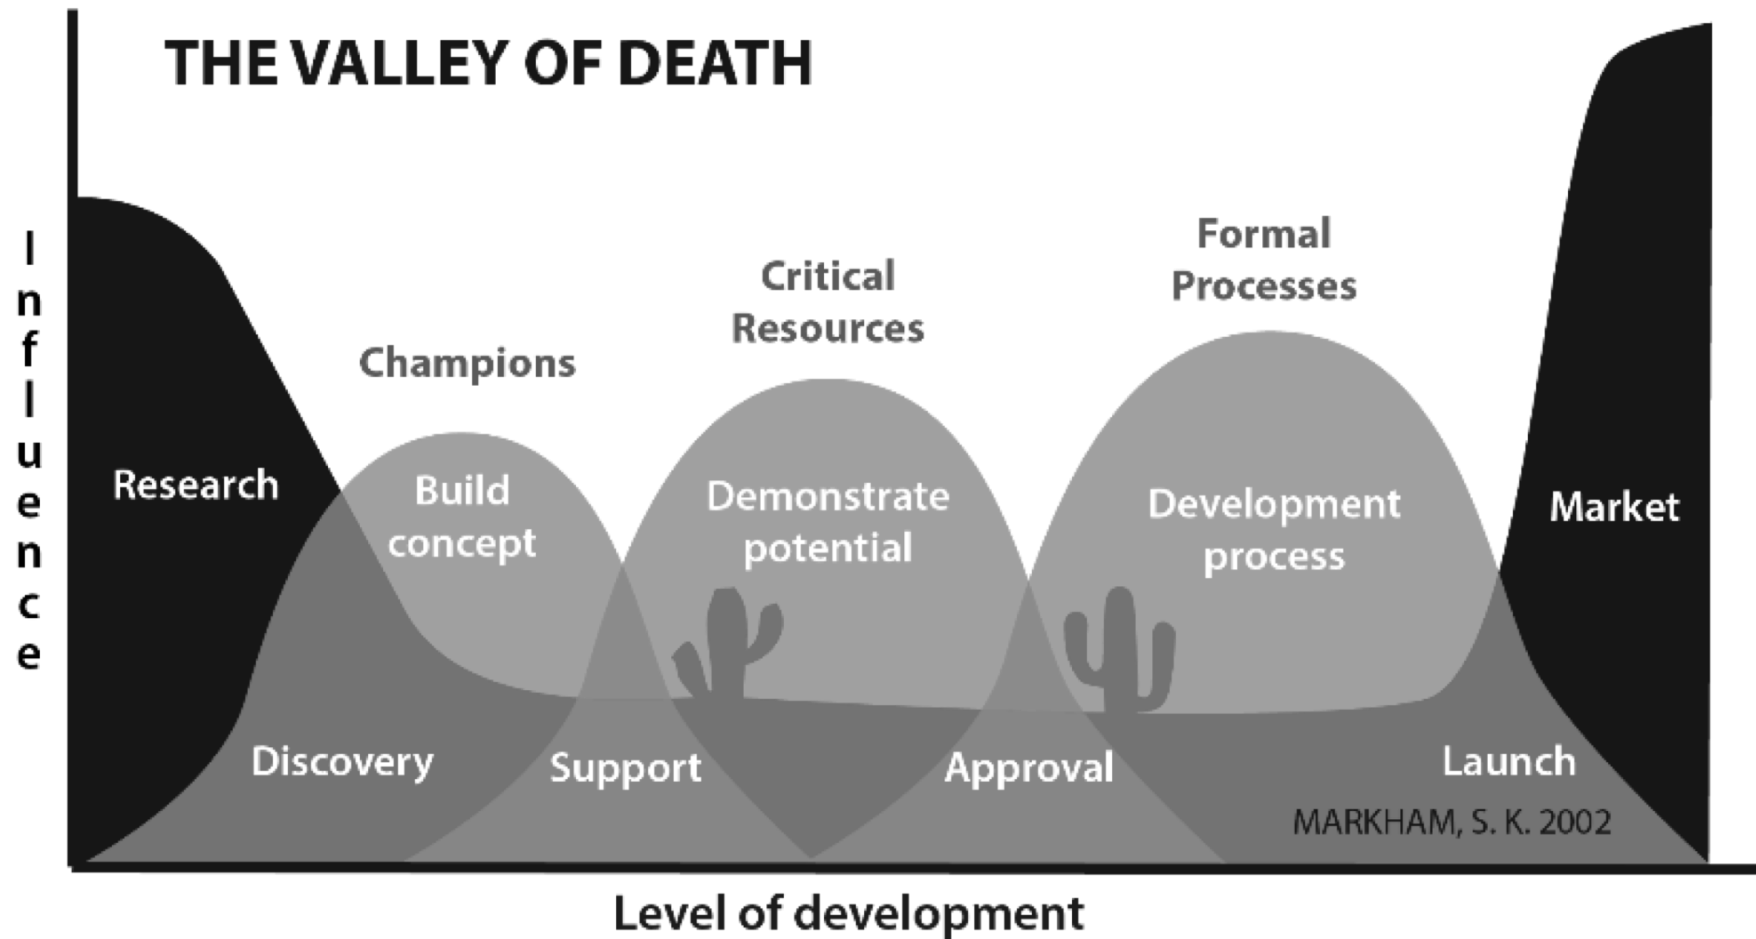 THE VALLEY OF DEATH
Influence
Champions
Critical
Resources
Formal
Processes
Research
Build
concept
Demonstrate
potential
Development
process
Market
Discovery
Support
Approval
Launch
MARKHAM, S. K. 2002
Level of development